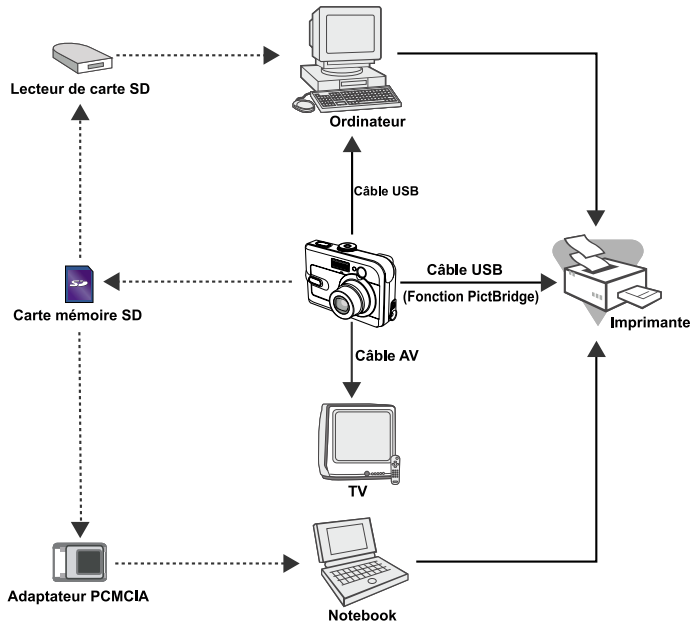 Lecteur de carte SD
Ordinateur
Câble USB
SD
Carte mémoire SD
Câble USB
(Fonction PictBridge)
Imprimante
Câble AV
TV
Adaptateur PCMCIA
Notebook